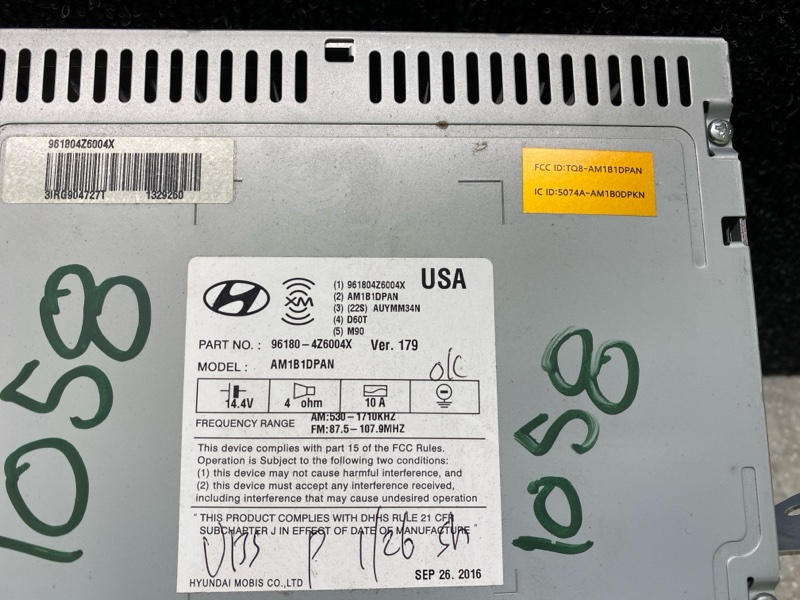 961804Z6004X
3IRG904727T 1329260
FCC ID:TQ8-AM1B1DPAN
IC ID:5074A-AM1B0DPKN
1058
XM
(1) 961804Z6004X
(2) AM1B1DPAN
(3) (22S) AUYMM34N
(4) D60T
(5) M90
USA
PART NO. : 96180-4Z6004X Ver. 179
MODEL : AM1B1DPAN
14.4V 4 ohm 10 A
FREQUENCY RANGE AM:530-1710KHZ
FM:87.5-107.9MHZ
This device complies with part 15 of the FCC Rules.
Operation is Subject to the following two conditions:
(1) this device may not cause harmful interference, and
(2) this device must accept any interference received,
including interference that may cause undesired operation
" THIS PRODUCT COMPLIES WITH DHHS RULE 21 CFR
SUBCHAPTER J IN EFFECT OF DATE OF MANUFACTURE "
P 1/26
HYUNDAI MOBIS CO.,LTD SEP 26. 2016
1058